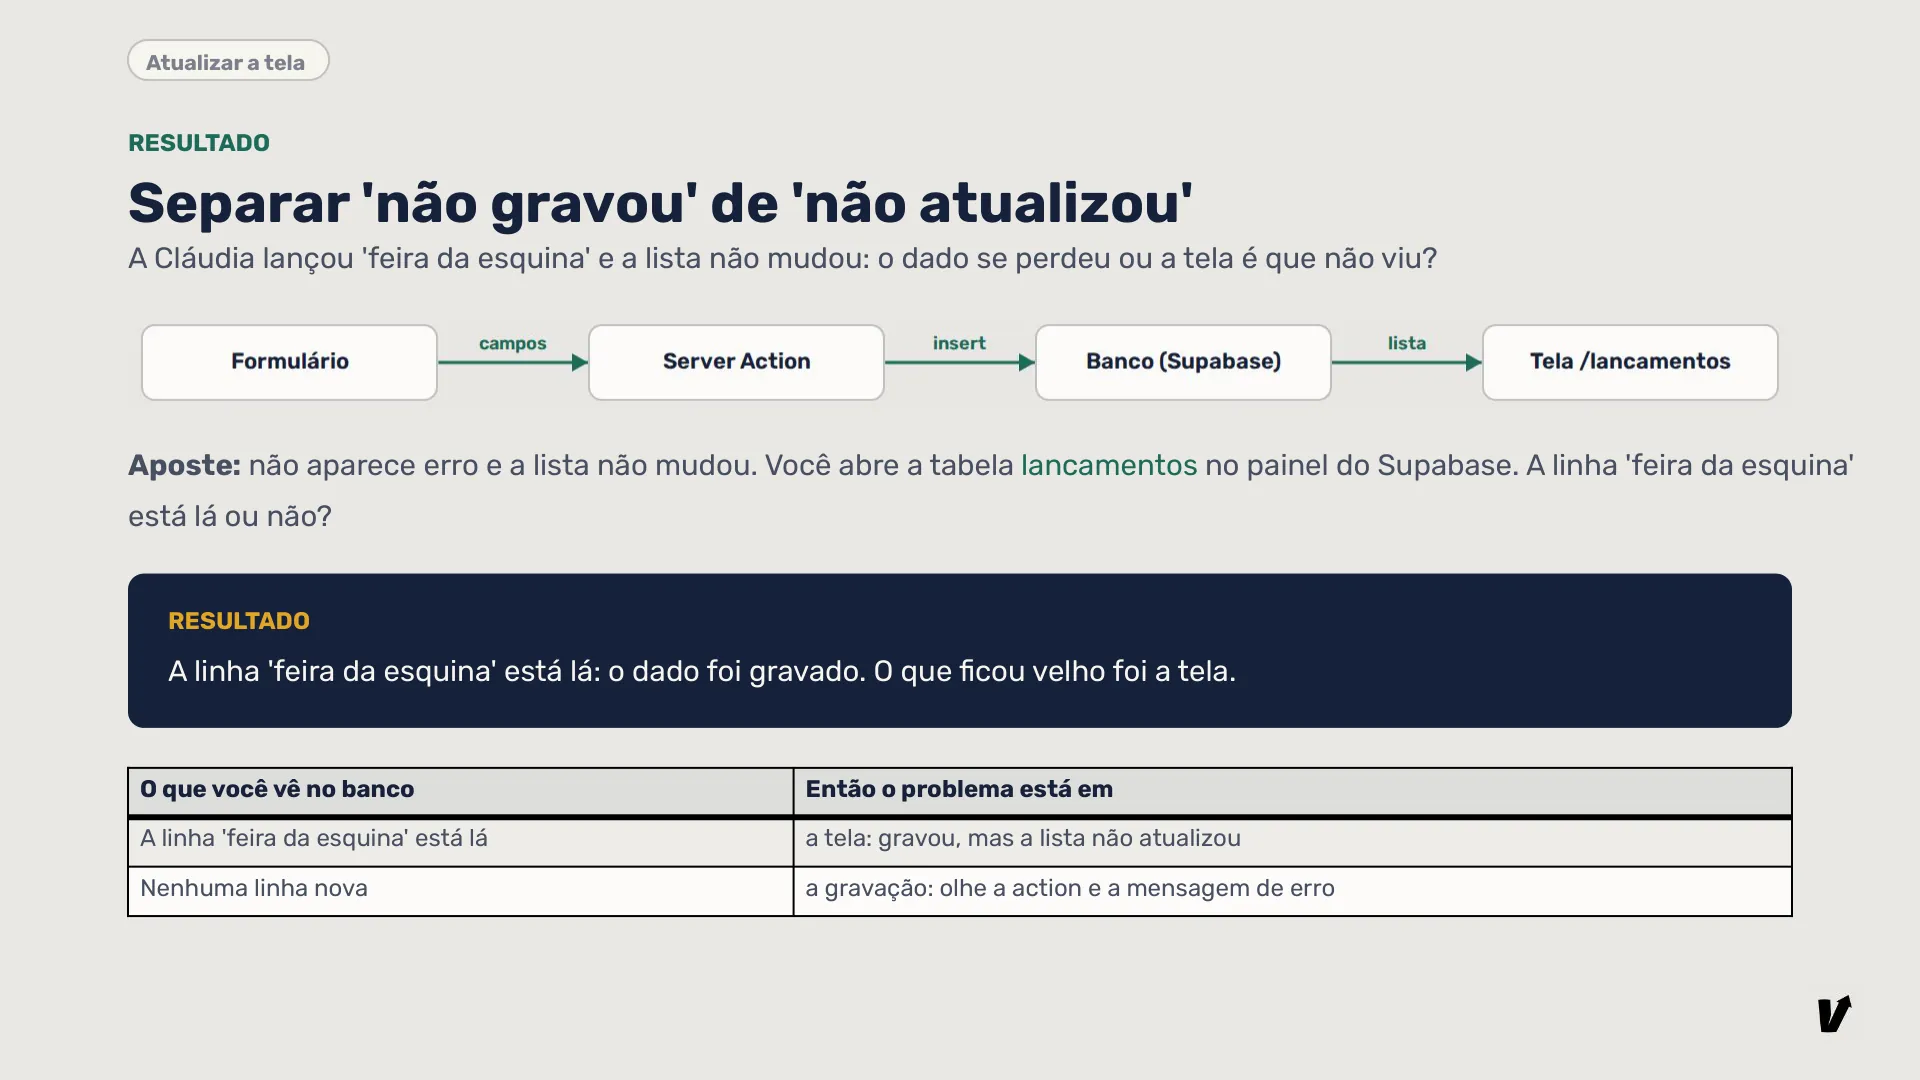 Atualizar a tela
RESULTADO
Separar 'não gravou' de 'não atualizou'
A Cláudia lançou 'feira da esquina' e a lista não mudou: o dado se perdeu ou a tela é que não viu?
Formulário
campos
Server Action
insert
Banco (Supabase)
lista
Tela /lancamentos
Aposte: não aparece erro e a lista não mudou. Você abre a tabela lancamentos no painel do Supabase. A linha 'feira da esquina'
está lá ou não?
RESULTADO
A linha 'feira da esquina' está lá: o dado foi gravado. O que ficou velho foi a tela.
O que você vê no banco
Então o problema está em
A linha 'feira da esquina' está lá
a tela: gravou, mas a lista não atualizou
Nenhuma linha nova
a gravação: olhe a action e a mensagem de erro